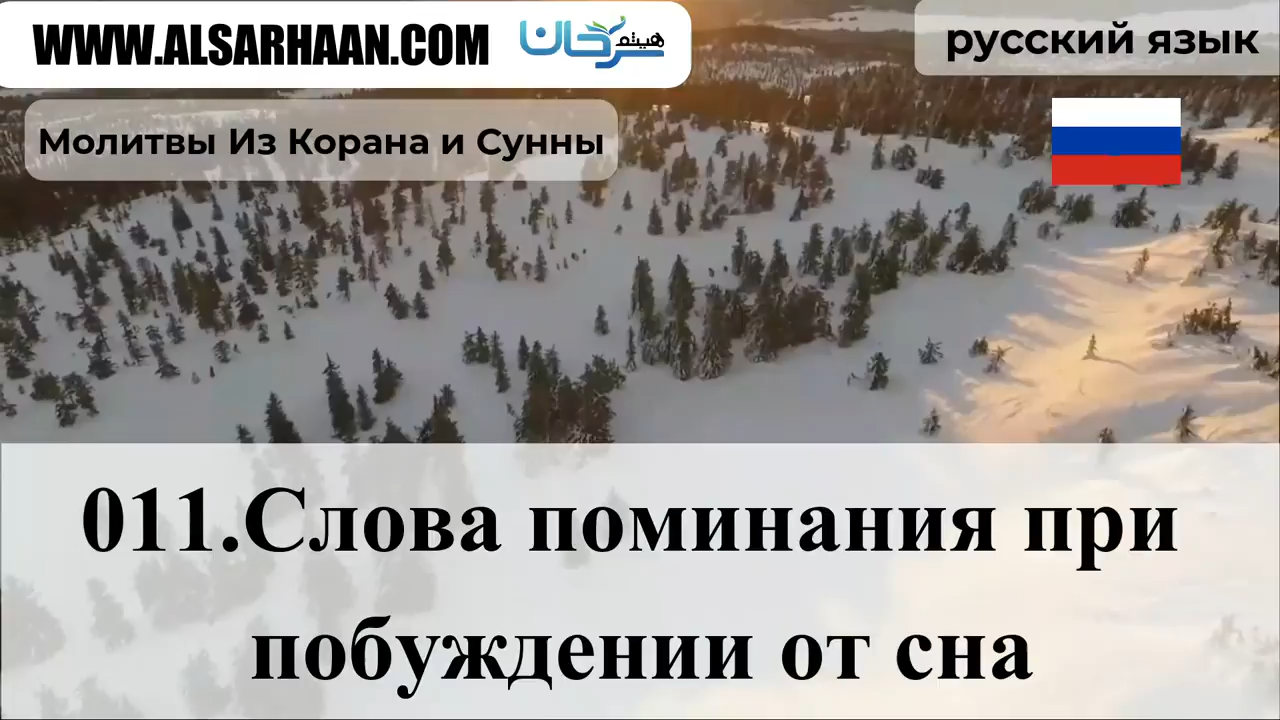 WWW.ALSARHAAN.COM
هيثم سرحان
русский язык
Молитвы Из Корана и Сунны
011.Слова поминания при
побуждении от сна